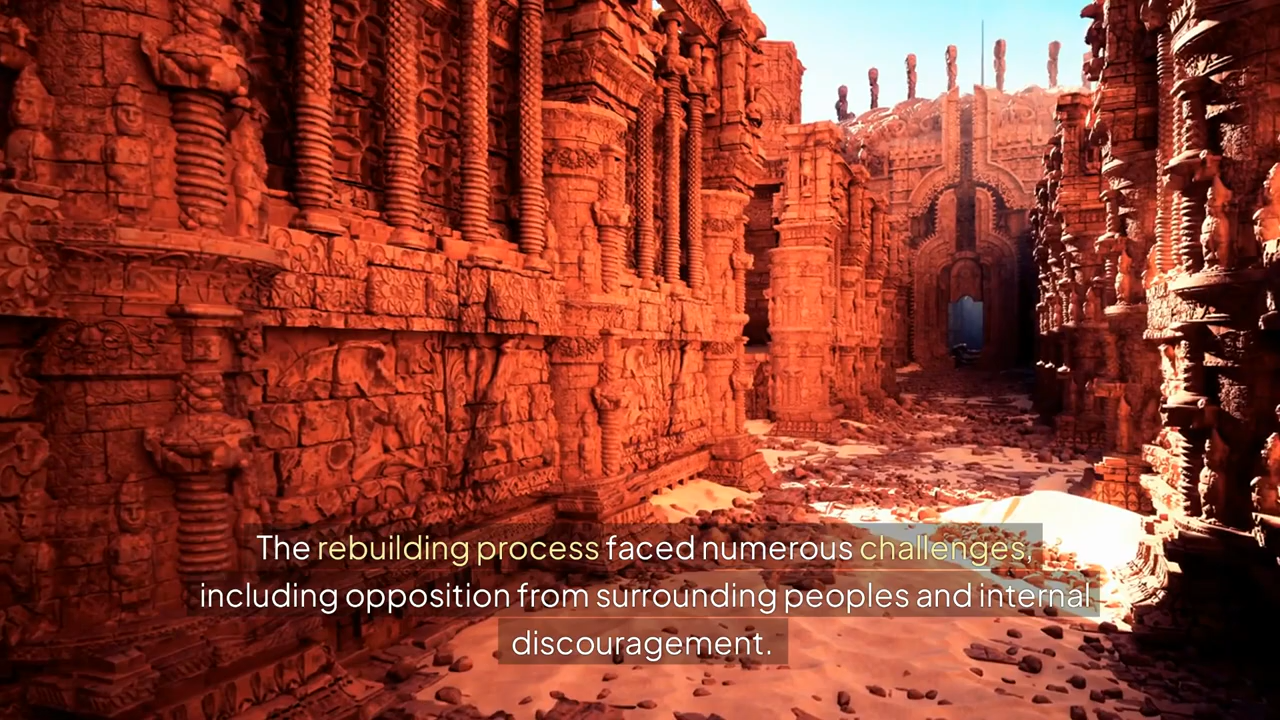 The rebuilding process faced numerous challenges,
including opposition from surrounding peoples and internal
discouragement.